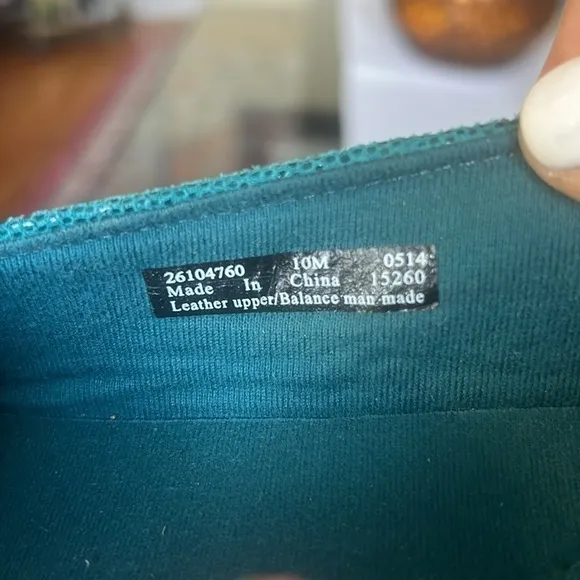 26104760 10M 0514
Made In China 15260
Leather upper/Balance man made